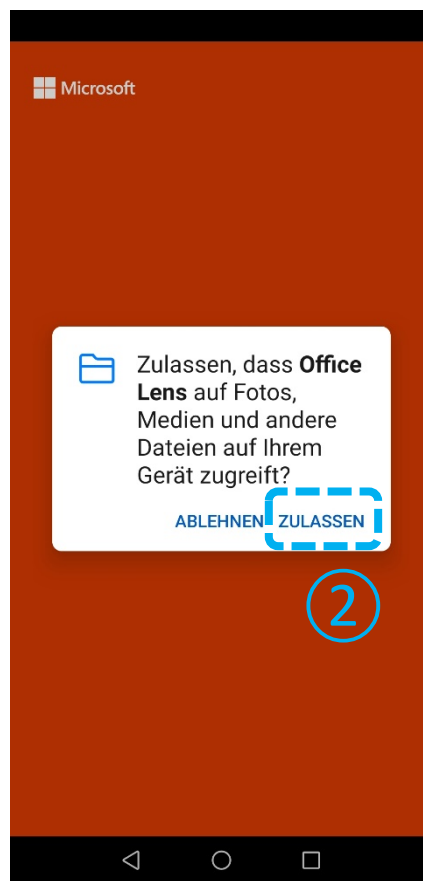 Microsoft
Zulassen, dass Office
Lens auf Fotos,
Medien und andere
Dateien auf Ihrem
Gerät zugreift?
ABLEHNEN ZULASSEN
2